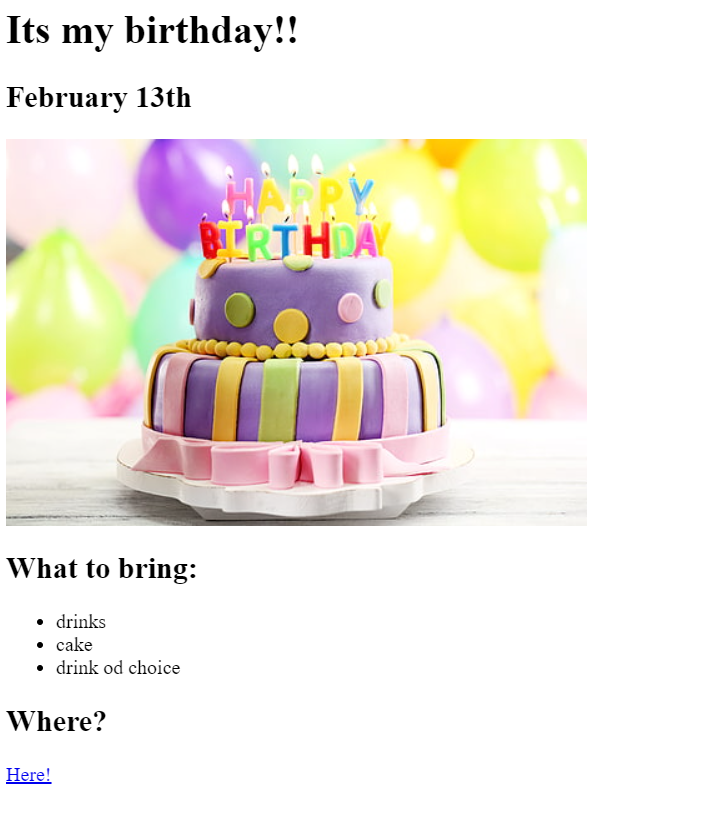 Its my birthday!!
February 13th
HAPPY
BIRTHDAY
What to bring:
drinks
cake
drink od choice
Where?
Here!